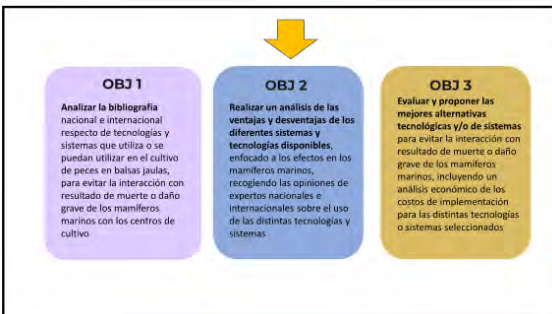 OBJ 1
Analizar la bibliografía
nacional e internacional
respecto de tecnologías y
sistemas que utiliza o se
puedan utilizar en el cultivo
de peces en balsas jaulas,
para evitar la interacción con
resultado de muerte o daño
grave de los mamíferos
marinos con los centros de
cultivo
OBJ 2
Realizar un análisis de las
ventajas y desventajas de los
diferentes sistemas y
tecnologías disponibles,
enfocado a los efectos en los
mamíferos marinos,
recogiendo las opiniones de
expertos nacionales e
internacionales sobre el uso
de las distintas tecnologías y
sistemas
OBJ 3
Evaluar y proponer las
mejores alternativas
tecnológicas y/o de sistemas
para evitar la interacción con
resultado de muerte o daño
grave de los mamíferos
marinos, incluyendo un
análisis económico de los
costos de implementación
para las distintas tecnologías
o sistemas seleccionados